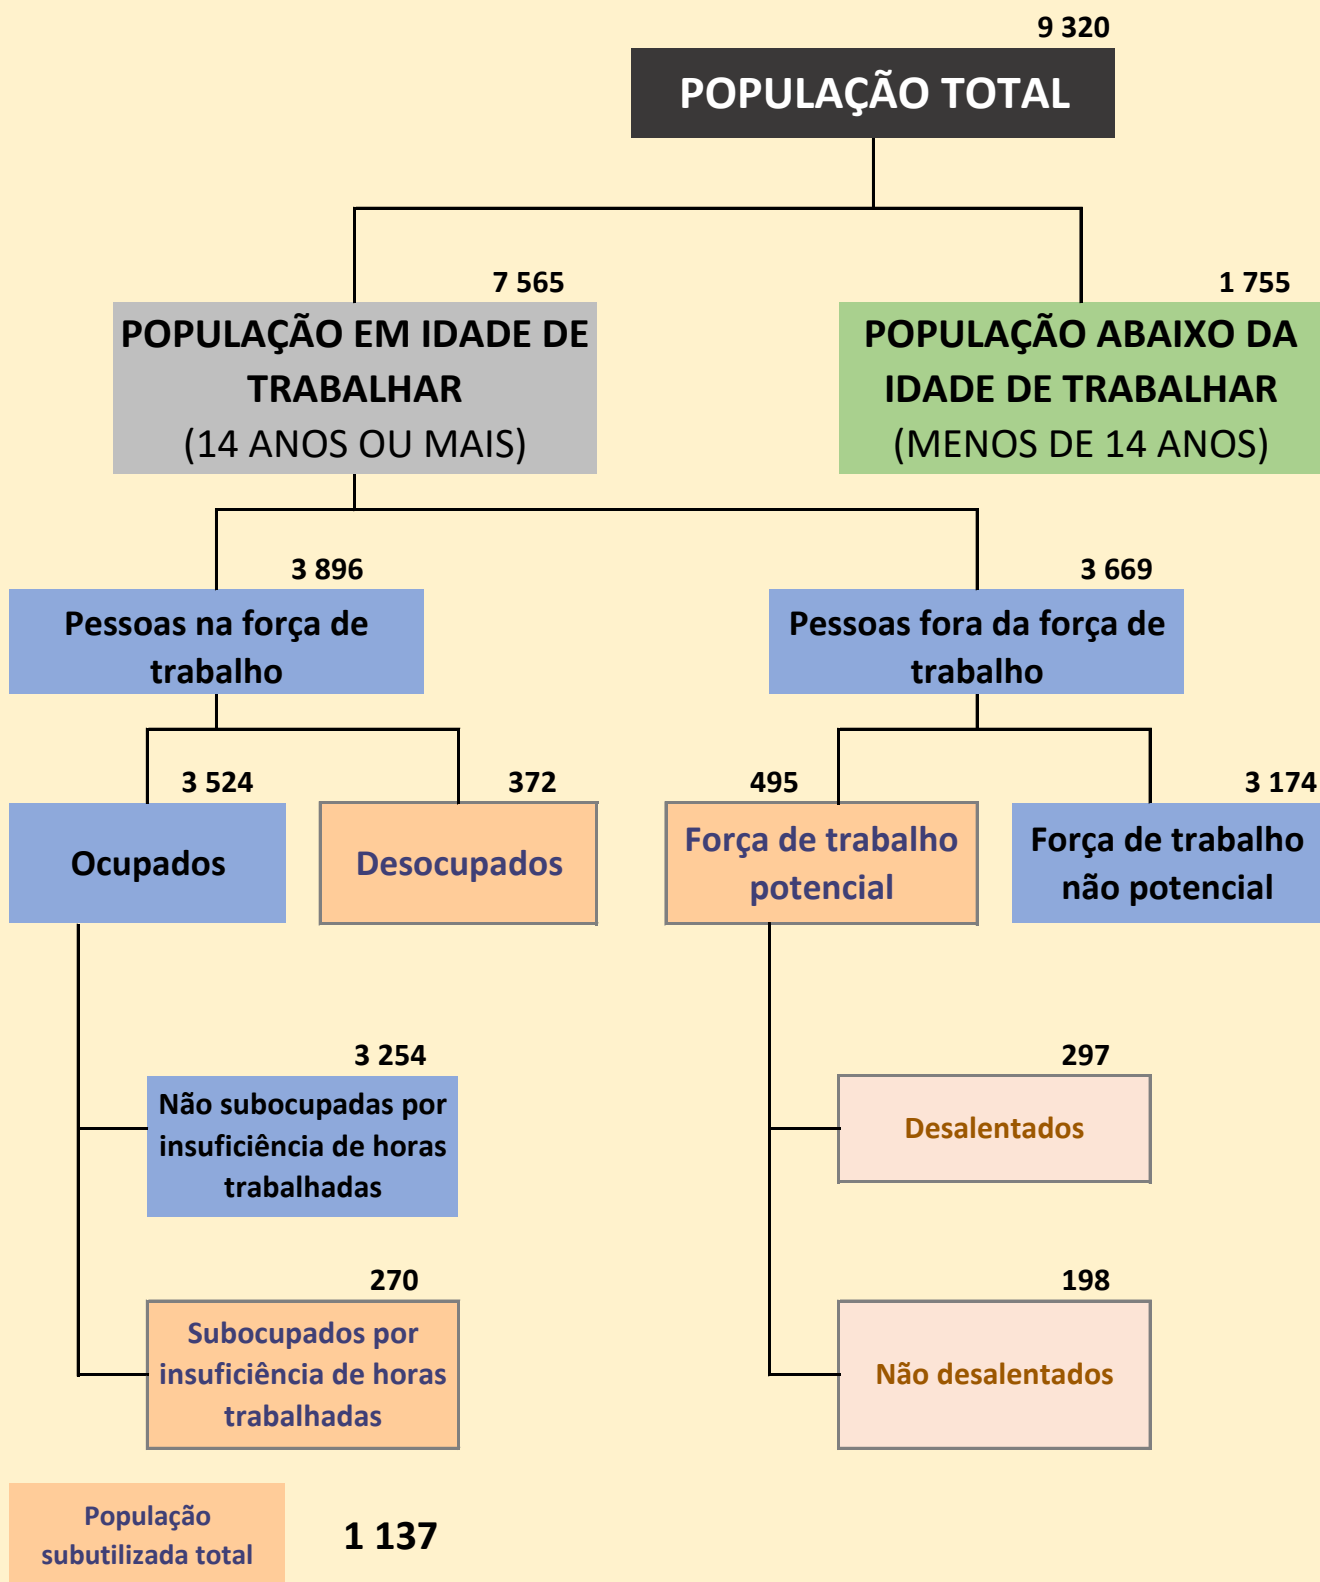 9 320
POPULAÇÃO TOTAL
7 565
POPULAÇÃO EM IDADE DE
TRABALHAR
(14 ANOS OU MAIS)
1 755
POPULAÇÃO ABAIXO DA
IDADE DE TRABALHAR
(MENOS DE 14 ANOS)
3 896
Pessoas na força de
trabalho
3 669
Pessoas fora da força de
trabalho
3 524
Ocupados
372
Desocupados
495
Força de trabalho
potencial
3 174
Força de trabalho
não potencial
3 254
Não subocupadas por
insuficiência de horas
trabalhadas
297
Desalentados
270
Subocupados por
insuficiência de horas
trabalhadas
198
Não desalentados
População
subutilizada total
1 137